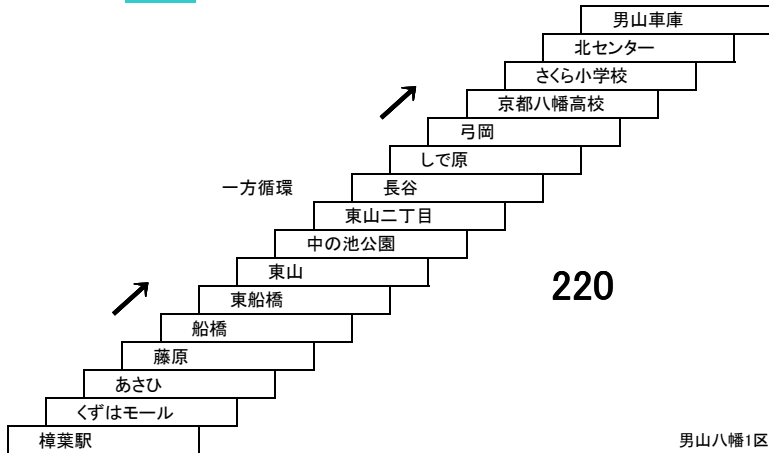 男山車庫
北センター
さくら小学校
京都八幡高校
弓岡
しで原
一方循環
長谷
東山二丁目
中の池公園
東山
220
東船橋
船橋
藤原
あさひ
くずはモール
樟葉駅
男山八幡1区